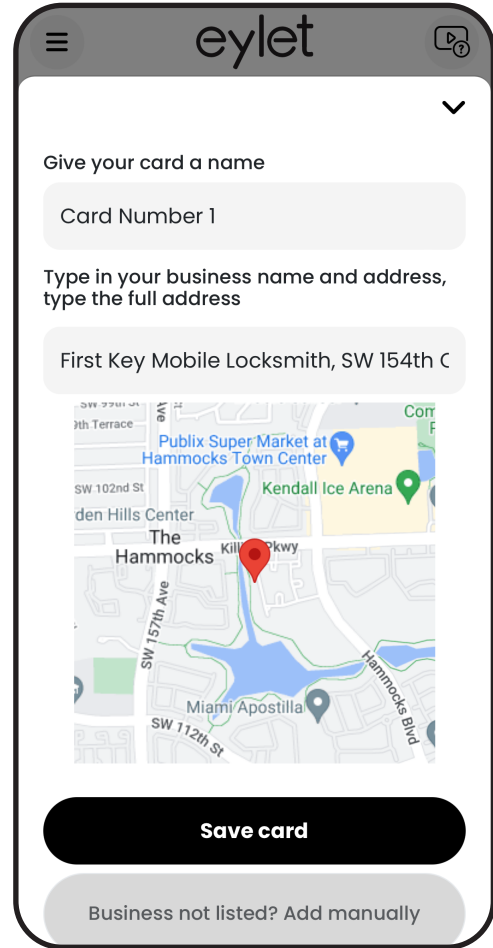 eylet
Give your card a name
Card Number 1
Type in your business name and address,
type the full address
First Key Mobile Locksmith, SW 154th C
SW 99th St
Ave
9th Terrace
Com
Publix Super Market at
Hammocks Town Center
SW 102nd St
Kendall Ice Arena
den Hills Center
The
Hammocks
Kill Pkwy
SW 157th Ave
Hammocks Blvd
Miami Apostilla
SW 112th St
Save card
Business not listed? Add manually